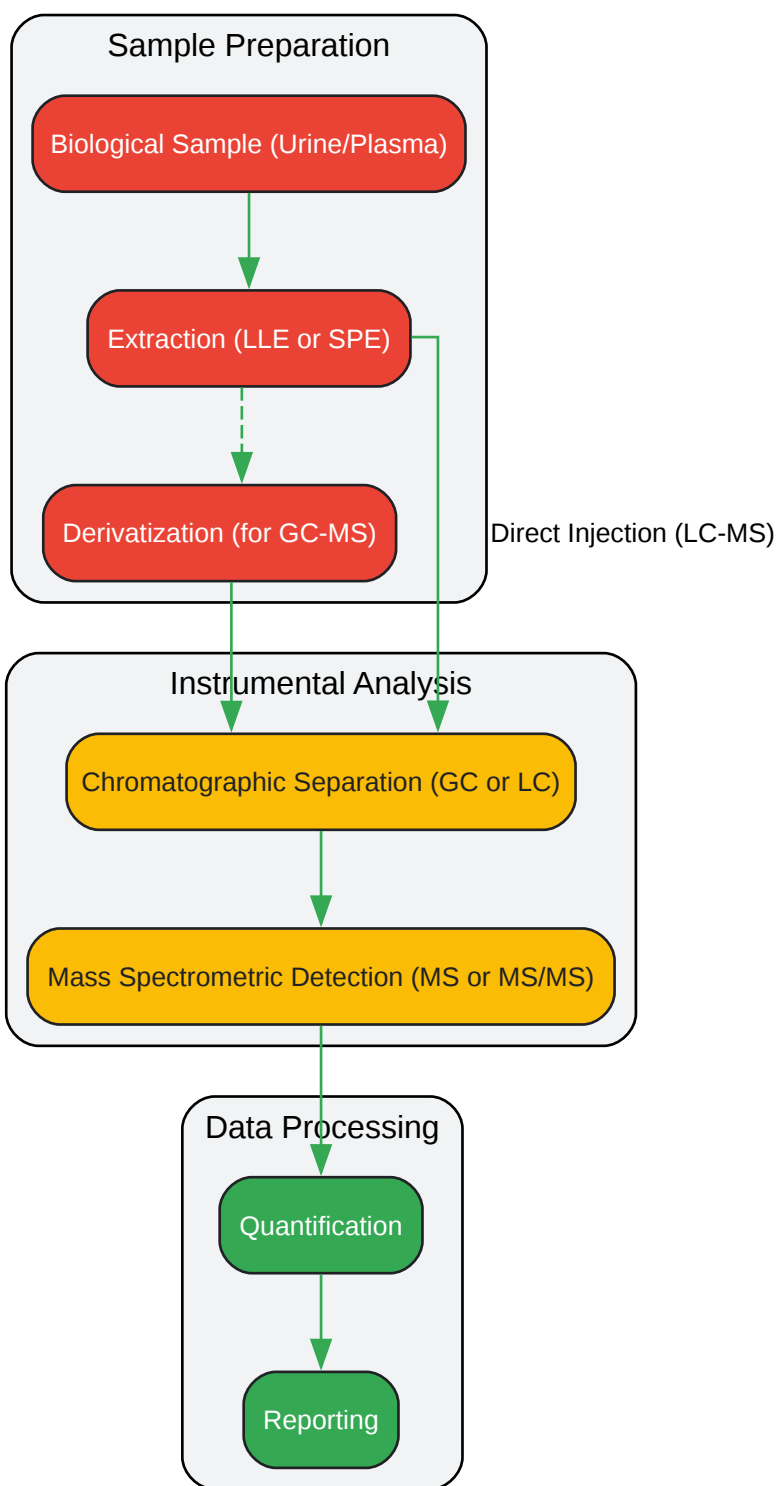 Sample Preparation
Biological Sample (Urine/Plasma)
Extraction (LLE or SPE)
Derivatization (for GC-MS)
Direct Injection (LC-MS)
Instrumental Analysis
Chromatographic Separation (GC or LC)
Mass Spectrometric Detection (MS or MS/MS)
Data Processing
Quantification
Reporting